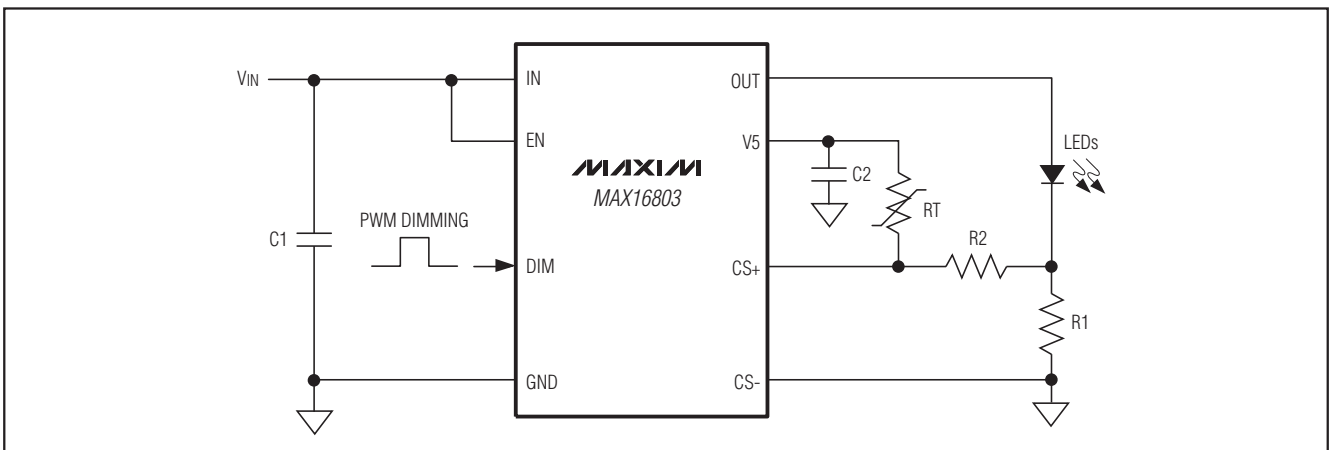 VIN
IN
OUT
EN
V5
LEDs
MAXIM
MAX16803
C2
RT
PWM DIMMING
C1
R2
DIM
CS+
R1
GND
CS-